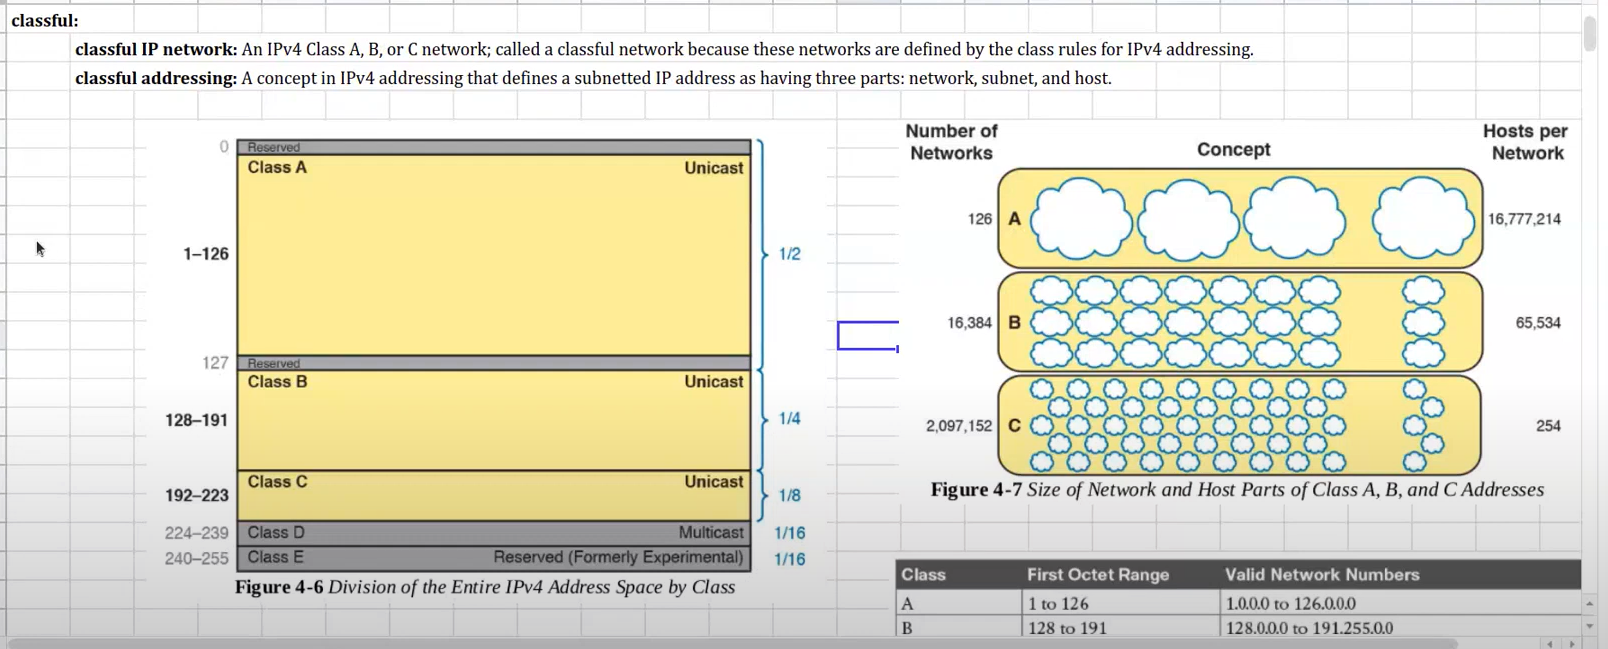 classful:
classful IP network: An IPv4 Class A, B, or C network; called a classful network because these networks are defined by the class rules for IPv4 addressing.
classful addressing: A concept in IPv4 addressing that defines a subnetted IP address as having three parts: network, subnet, and host.
0 Reserved
Class A Unicast
1–126 1/2
127 Reserved
Class B Unicast
128–191 1/4
Class C Unicast
192–223 1/8
224–239 Class D Multicast 1/16
240–255 Class E Reserved (Formerly Experimental) 1/16
Figure 4-6 Division of the Entire IPv4 Address Space by Class
Number of Networks
Concept
Hosts per Network
126 A 16,777,214
16,384 B 65,534
2,097,152 C 254
Figure 4-7 Size of Network and Host Parts of Class A, B, and C Addresses
Class First Octet Range Valid Network Numbers
A 1 to 126 1.0.0.0 to 126.0.0.0
B 128 to 191 128.0.0.0 to 191.255.0.0